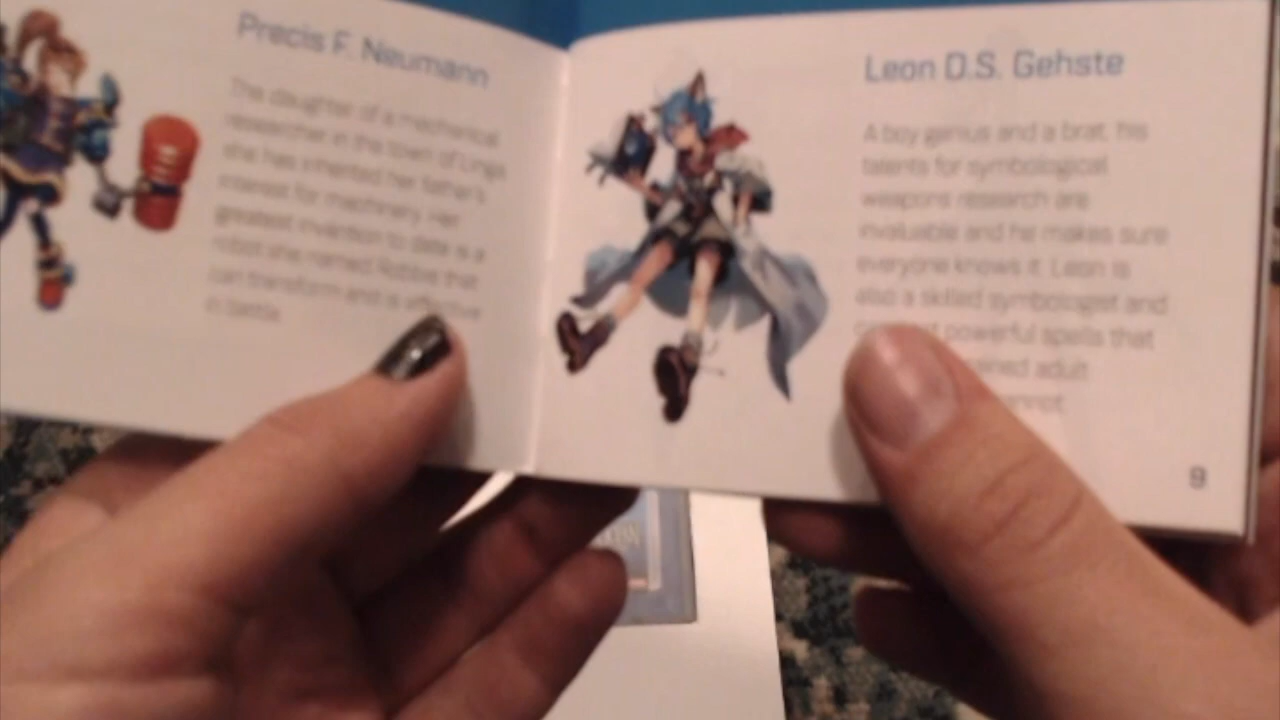 Precis F. Neumann
The daughter of a mechanical
researcher in the town of Linga
she has inherited her father's
interest for machinery. Her
greatest invention to date is a
robot she named Robbie that
can transform and is effective
in battle.
Leon D.S. Gehste
A boy genius and a brat, his
talents for symbological
weapons research are
invaluable and he makes sure
everyone knows it. Leon is
also a skilled symbologist and
powerful spells that
adult
9